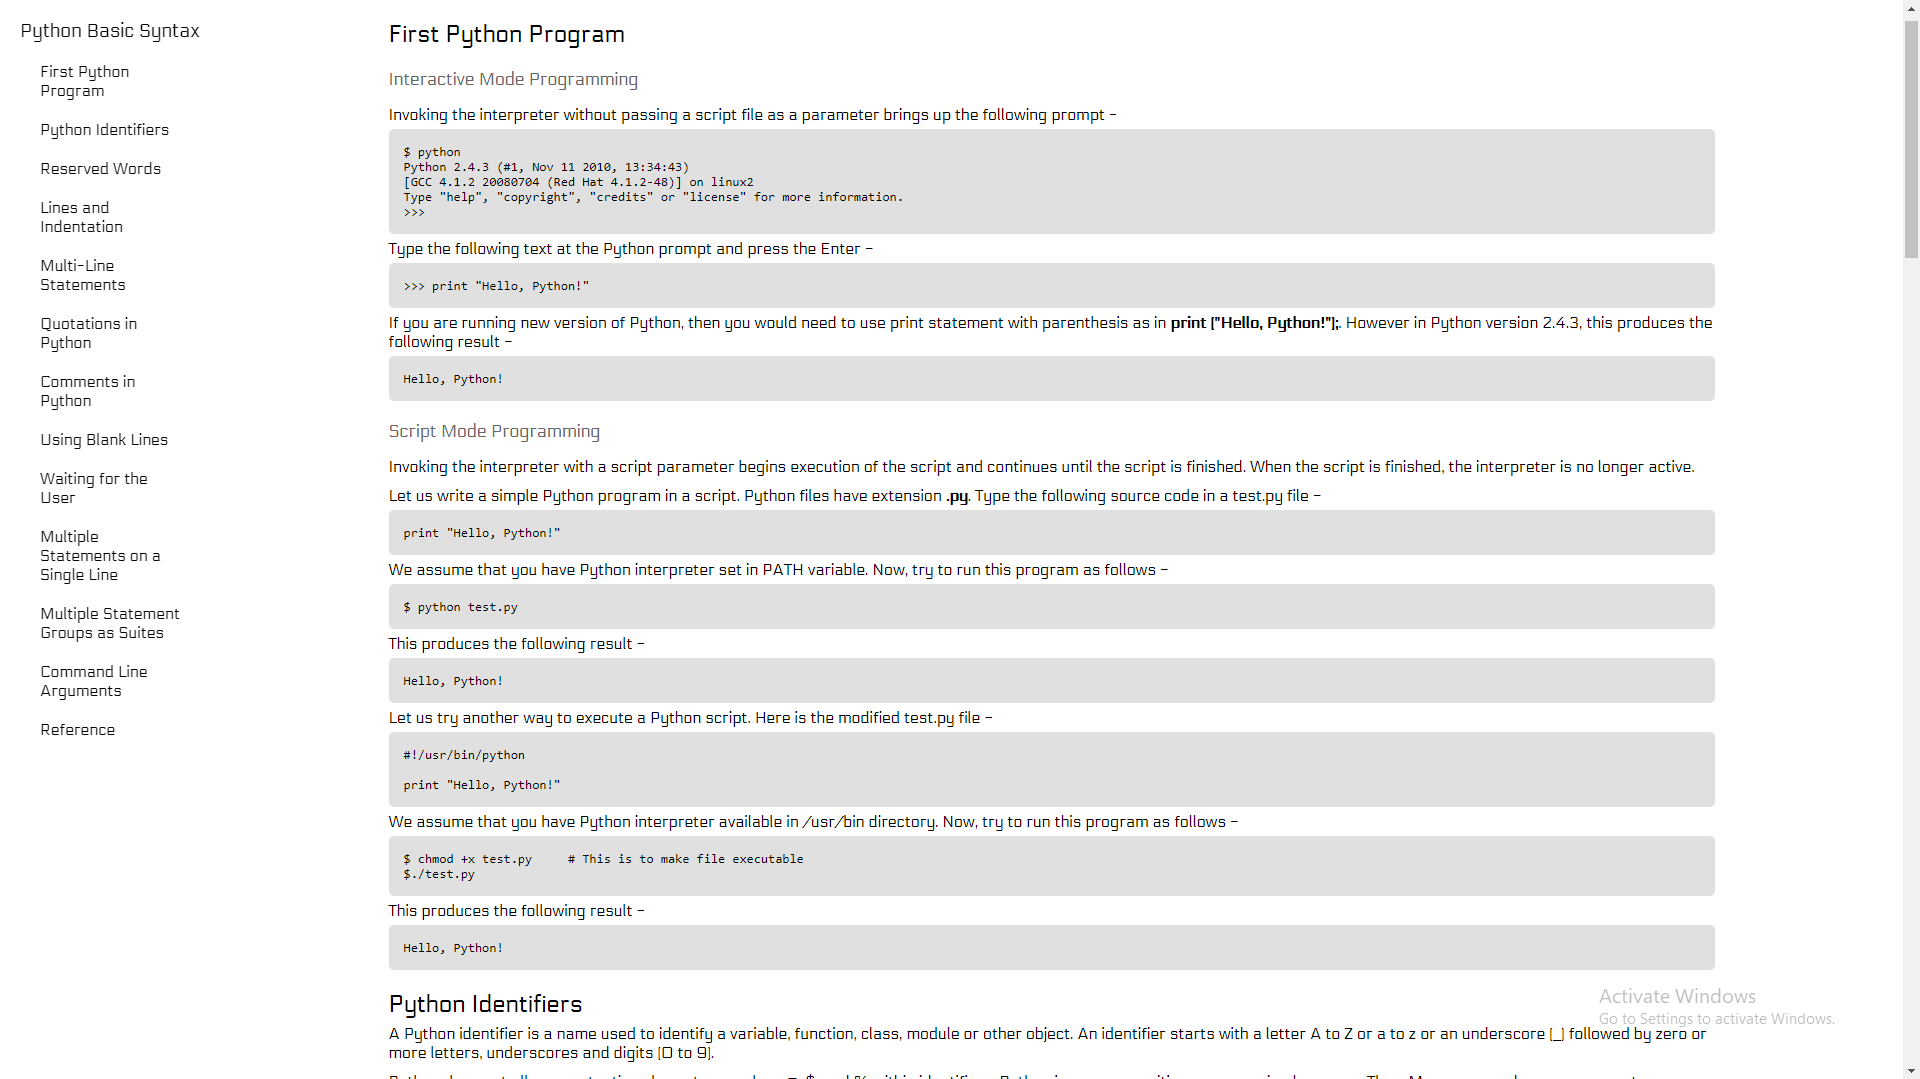 Python Basic Syntax
First Python
Program
Python Identifiers
Reserved Words
Lines and
Indentation
Multi-Line
Statements
Quotations in
Python
Comments in
Python
Using Blank Lines
Waiting for the
User
Multiple
Statements on a
Single Line
Multiple Statement
Groups as Suites
Command Line
Arguments
Reference
First Python Program
Interactive Mode Programming
Invoking the interpreter without passing a script file as a parameter brings up the following prompt −
$ python
Python 2.4.3 (#1, Nov 11 2010, 13:34:43)
[GCC 4.1.2 20080704 (Red Hat 4.1.2-48)] on linux2
Type "help", "copyright", "credits" or "license" for more information.
>>>
Type the following text at the Python prompt and press the Enter −
>>> print "Hello, Python!"
If you are running new version of Python, then you would need to use print statement with parenthesis as in print ("Hello, Python!");. However in Python version 2.4.3, this produces the
following result −
Hello, Python!
Script Mode Programming
Invoking the interpreter with a script parameter begins execution of the script and continues until the script is finished. When the script is finished, the interpreter is no longer active.
Let us write a simple Python program in a script. Python files have extension .py. Type the following source code in a test.py file −
print "Hello, Python!"
We assume that you have Python interpreter set in PATH variable. Now, try to run this program as follows −
$ python test.py
This produces the following result −
Hello, Python!
Let us try another way to execute a Python script. Here is the modified test.py file −
#!/usr/bin/python
print "Hello, Python!"
We assume that you have Python interpreter available in /usr/bin directory. Now, try to run this program as follows −
$ chmod +x test.py     # This is to make file executable
$./test.py
This produces the following result −
Hello, Python!
Python Identifiers
A Python identifier is a name used to identify a variable, function, class, module or other object. An identifier starts with a letter A to Z or a to z or an underscore (_) followed by zero or
more letters, underscores and digits (0 to 9).
Activate Windows
Go to Settings to activate Windows.